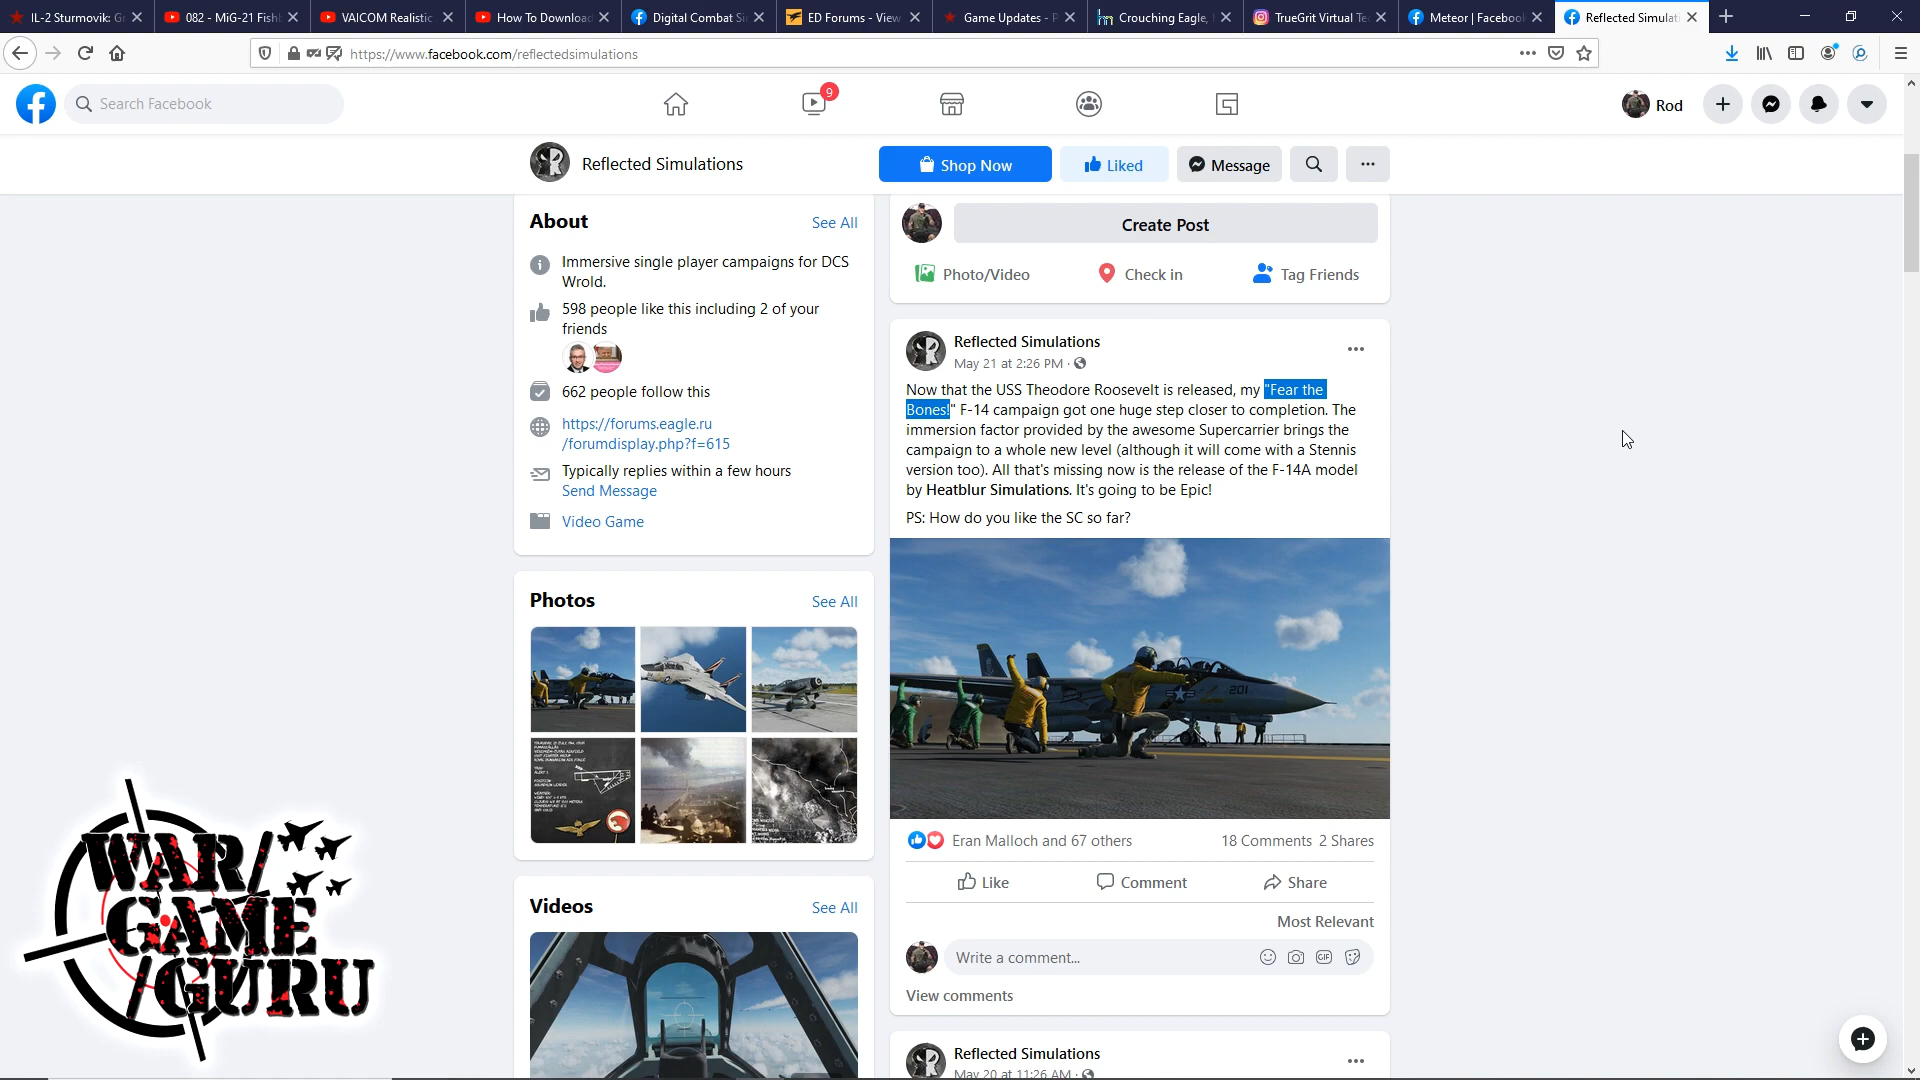 IL-2 Sturmovik: Gr
082 - MiG-21 Fishb
VAICOM Realistic
How To Download
Digital Combat Si
ED Forums - View
Game Updates - P
Crouching Eagle,
TrueGrit Virtual Te
Meteor | Facebook
Reflected Simulati
https://www.facebook.com/reflectedsimulations
Search Facebook
9
Rod
Reflected Simulations
Shop Now
Liked
Message
About
See All
Immersive single player campaigns for DCS
Wrold.
598 people like this including 2 of your
friends
662 people follow this
https://forums.eagle.ru
/forumdisplay.php?f=615
Typically replies within a few hours
Send Message
Video Game
Photos
See All
Videos
See All
Create Post
Photo/Video
Check in
Tag Friends
Reflected Simulations
May 21 at 2:26 PM ·
Now that the USS Theodore Roosevelt is released, my "Fear the
Bones!" F-14 campaign got one huge step closer to completion. The
immersion factor provided by the awesome Supercarrier brings the
campaign to a whole new level (although it will come with a Stennis
version too). All that's missing now is the release of the F-14A model
by Heatblur Simulations. It's going to be Epic!
PS: How do you like the SC so far?
201
Eran Malloch and 67 others
18 Comments 2 Shares
Like
Comment
Share
Most Relevant
Write a comment...
GIF
View comments
Reflected Simulations
May 20 at 11:26 AM ·
WAR/
GAME
/GURU